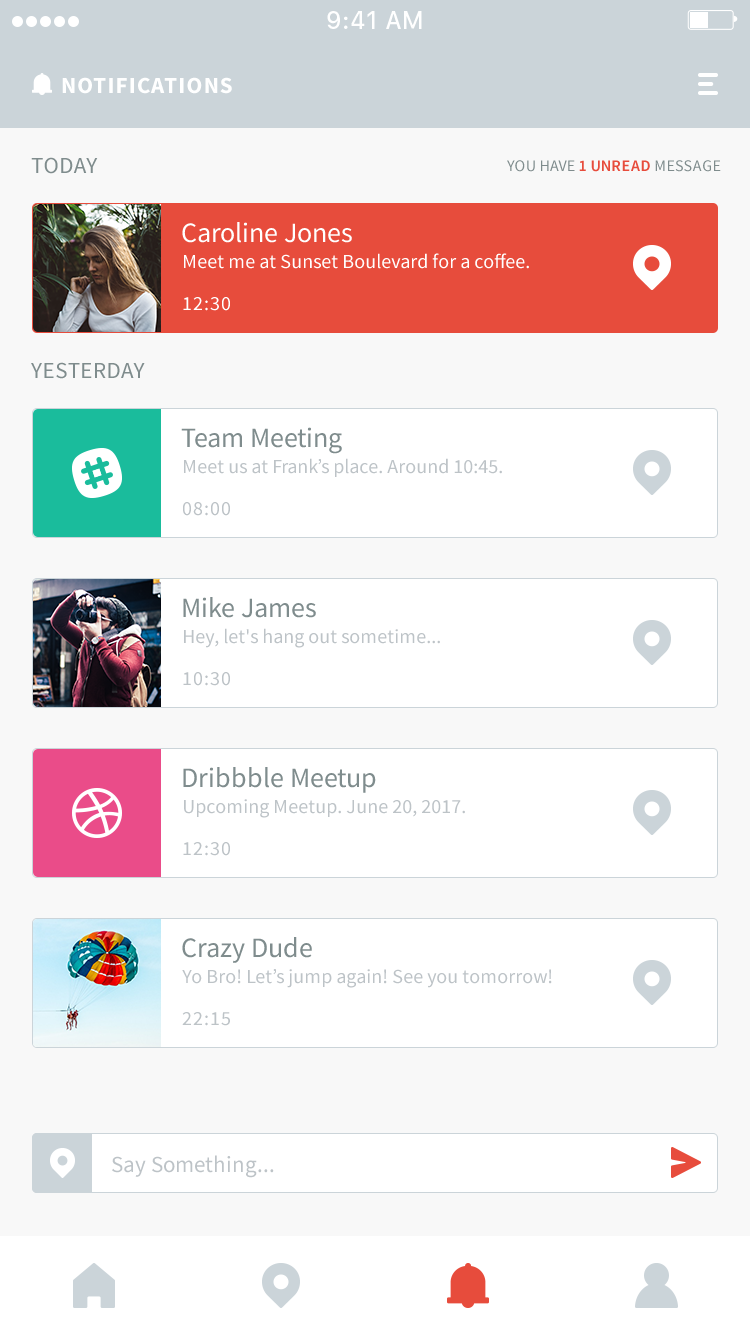 9:41 AM
NOTIFICATIONS
TODAY
YOU HAVE 1 UNREAD MESSAGE
Caroline Jones
Meet me at Sunset Boulevard for a coffee.
12:30
YESTERDAY
Team Meeting
Meet us at Frank’s place. Around 10:45.
08:00
Mike James
Hey, let's hang out sometime...
10:30
Dribbble Meetup
Upcoming Meetup. June 20, 2017.
12:30
Crazy Dude
Yo Bro! Let’s jump again! See you tomorrow!
22:15
Say Something...